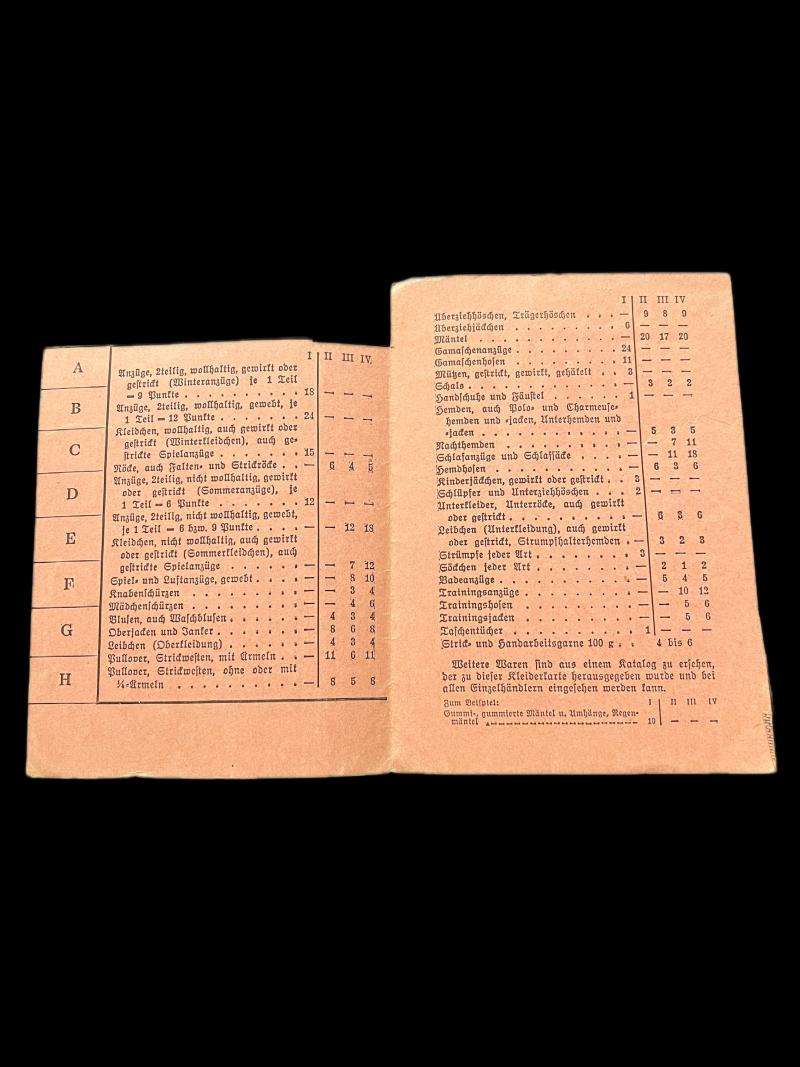 A
B
C
D
E
F
G
H
I II III IV.
Anzüge, 2teilig, wollhaltig, gewirkt oder
gestrickt (Winteranzüge) je 1 Teil
= 9 Punkte . . . . . . . . . . 18 — — —
Anzüge, 2teilig, wollhaltig, gewebt, je
1 Teil = 12 Punkte . . . . . . . 24 — — —
Kleidchen, wollhaltig, auch gewirkt oder
gestrickt (Winterkleidchen), auch ge-
strickte Spielanzüge . . . . . . . 15 — — —
Röcke, auch Falten- und Strickröcke . . — 6 4 5
Anzüge, 2teilig, nicht wollhaltig, gewirkt
oder gestrickt (Sommeranzüge), je
1 Teil = 6 Punkte . . . . . . . 12 — — —
Anzüge, 2teilig, nicht wollhaltig, gewebt,
je 1 Teil = 6 bzw. 9 Punkte . . . . — — 12 18
Kleidchen, nicht wollhaltig, auch gewirkt
oder gestrickt (Sommerkleidchen), auch
gestrickte Spielanzüge . . . . . . — — 7 12
Spiel- und Luftanzüge, gewebt . . . . — — 8 10
Knabenschürzen . . . . . . . . . — — 3 4
Mädchenschürzen . . . . . . . . — — 4 6
Blusen, auch Waschblusen . . . . . . — 4 3 4
Oberjacken und Janker . . . . . . . — 8 6 8
Leibchen (Oberkleidung) . . . . . . — 4 3 4
Pullover, Strickwesten, mit Ärmeln . . — 11 6 11
Pullover, Strickwesten, ohne oder mit
¼-Ärmeln . . . . . . . . . . — 8 5 8
I II III IV
Überziehhöschen, Trägerhöschen . . . — 9 8 9
Überziehjäckchen . . . . . . . . . 6 — — —
Mäntel . . . . . . . . . . . . . — 20 17 20
Gamaschenanzüge . . . . . . . . . 24 — — —
Gamaschenhosen . . . . . . . . . 11 — — —
Mützen, gestrickt, gewirkt, gehäkelt . . 3 — — —
Schals . . . . . . . . . . . . . — 3 2 2
Handschuhe und Fäustel . . . . . . 1 — — —
Hemden, auch Polo- und Charmeuse-
hemden und -jacken, Unterhemden und
-jacken . . . . . . . . . . . . — 5 3 5
Nachthemden . . . . . . . . . . — — 7 11
Schlafanzüge und Schlafsäcke . . . . — — 11 18
Hemdhosen . . . . . . . . . . . — 6 3 6
Kinderjäckchen, gewirkt oder gestrickt . . 3 — — —
Schlüpfer und Unterziehhöschen . . . 2 — — —
Unterkleider, Unterröcke, auch gewirkt
oder gestrickt . . . . . . . . . . — 6 3 6
Leibchen (Unterkleidung), auch gewirkt
oder gestrickt, Strumpfhalterhemden . — 3 2 3
Strümpfe jeder Art . . . . . . . . 3 — — —
Söckchen jeder Art . . . . . . . . — 2 1 2
Badeanzüge . . . . . . . . . . . — 5 4 5
Trainingsanzüge . . . . . . . . . — — 10 12
Trainingshosen . . . . . . . . . . — — 5 6
Trainingsjacken . . . . . . . . . . — — 5 6
Taschentücher . . . . . . . . . . 1 — — —
Strick- und Handarbeitsgarne 100 g . . 4 bis 6
Weitere Waren sind aus einem Katalog zu ersehen,
der zu dieser Kleiderkarte herausgegeben wurde und bei
allen Einzelhändlern eingesehen werden kann.
Zum Beispiel: I II III IV
Gummi-, gummierte Mäntel u. Umhänge, Regen-
mäntel 10 — — —